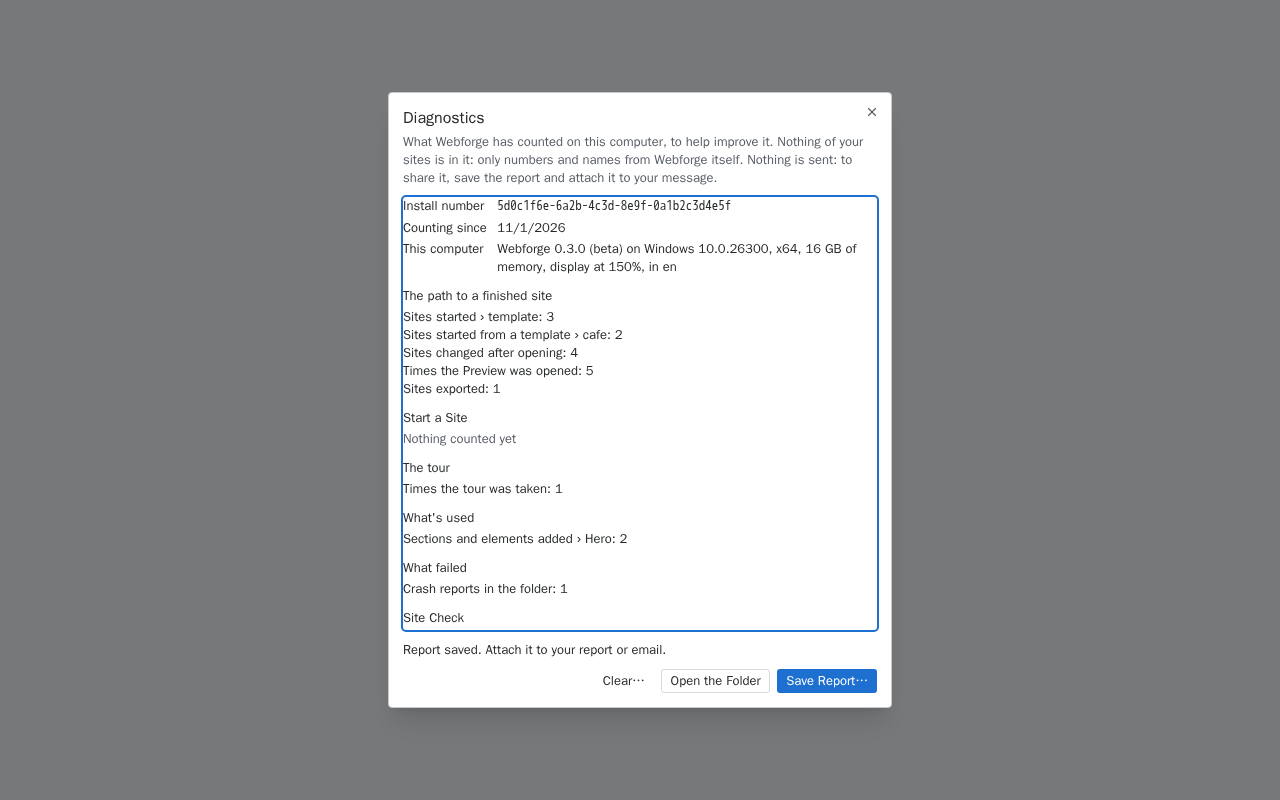 Diagnostics
What Webforge has counted on this computer, to help improve it. Nothing of your
sites is in it: only numbers and names from Webforge itself. Nothing is sent: to
share it, save the report and attach it to your message.
Install number 5d0c1f6e-6a2b-4c3d-8e9f-0a1b2c3d4e5f
Counting since 11/1/2026
This computer Webforge 0.3.0 (beta) on Windows 10.0.26300, x64, 16 GB of
memory, display at 150%, in en
The path to a finished site
Sites started › template: 3
Sites started from a template › cafe: 2
Sites changed after opening: 4
Times the Preview was opened: 5
Sites exported: 1
Start a Site
Nothing counted yet
The tour
Times the tour was taken: 1
What's used
Sections and elements added › Hero: 2
What failed
Crash reports in the folder: 1
Site Check
Report saved. Attach it to your report or email.
Clear… Open the Folder Save Report…